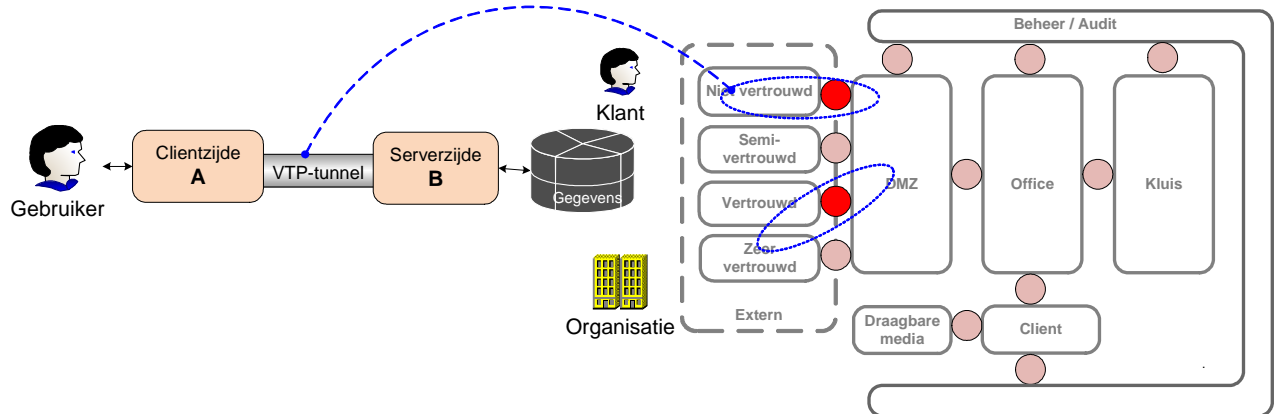 Beheer / Audit
Klant
Niet vertrouwd
Semi-
vertrouwd
Vertrouwd
Zeer
vertrouwd
Extern
DMZ
Office
Kluis
Clientzijde
A
VTP-tunnel
Serverzijde
B
Gegevens
Gebruiker
Organisatie
Draagbare
media
Client